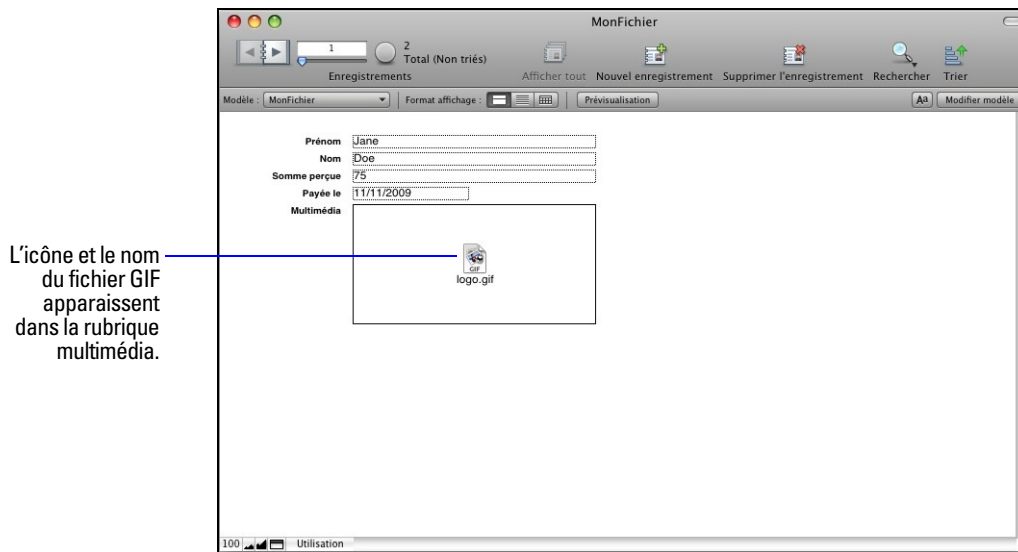 MonFichier
1
2
Total (Non triés)
Enregistrements
Afficher tout
Nouvel enregistrement
Supprimer l'enregistrement
Rechercher
Trier
Modèle :
MonFichier
Format affichage :
Prévisualisation
Aa
Modifier modèle
Prénom
Jane
Nom
Doe
Somme perçue
75
Payée le
11/11/2009
Multimédia
GIF
logo.gif
L'icône et le nom
du fichier GIF
apparaissent
dans la rubrique
multimédia.
100
Utilisation